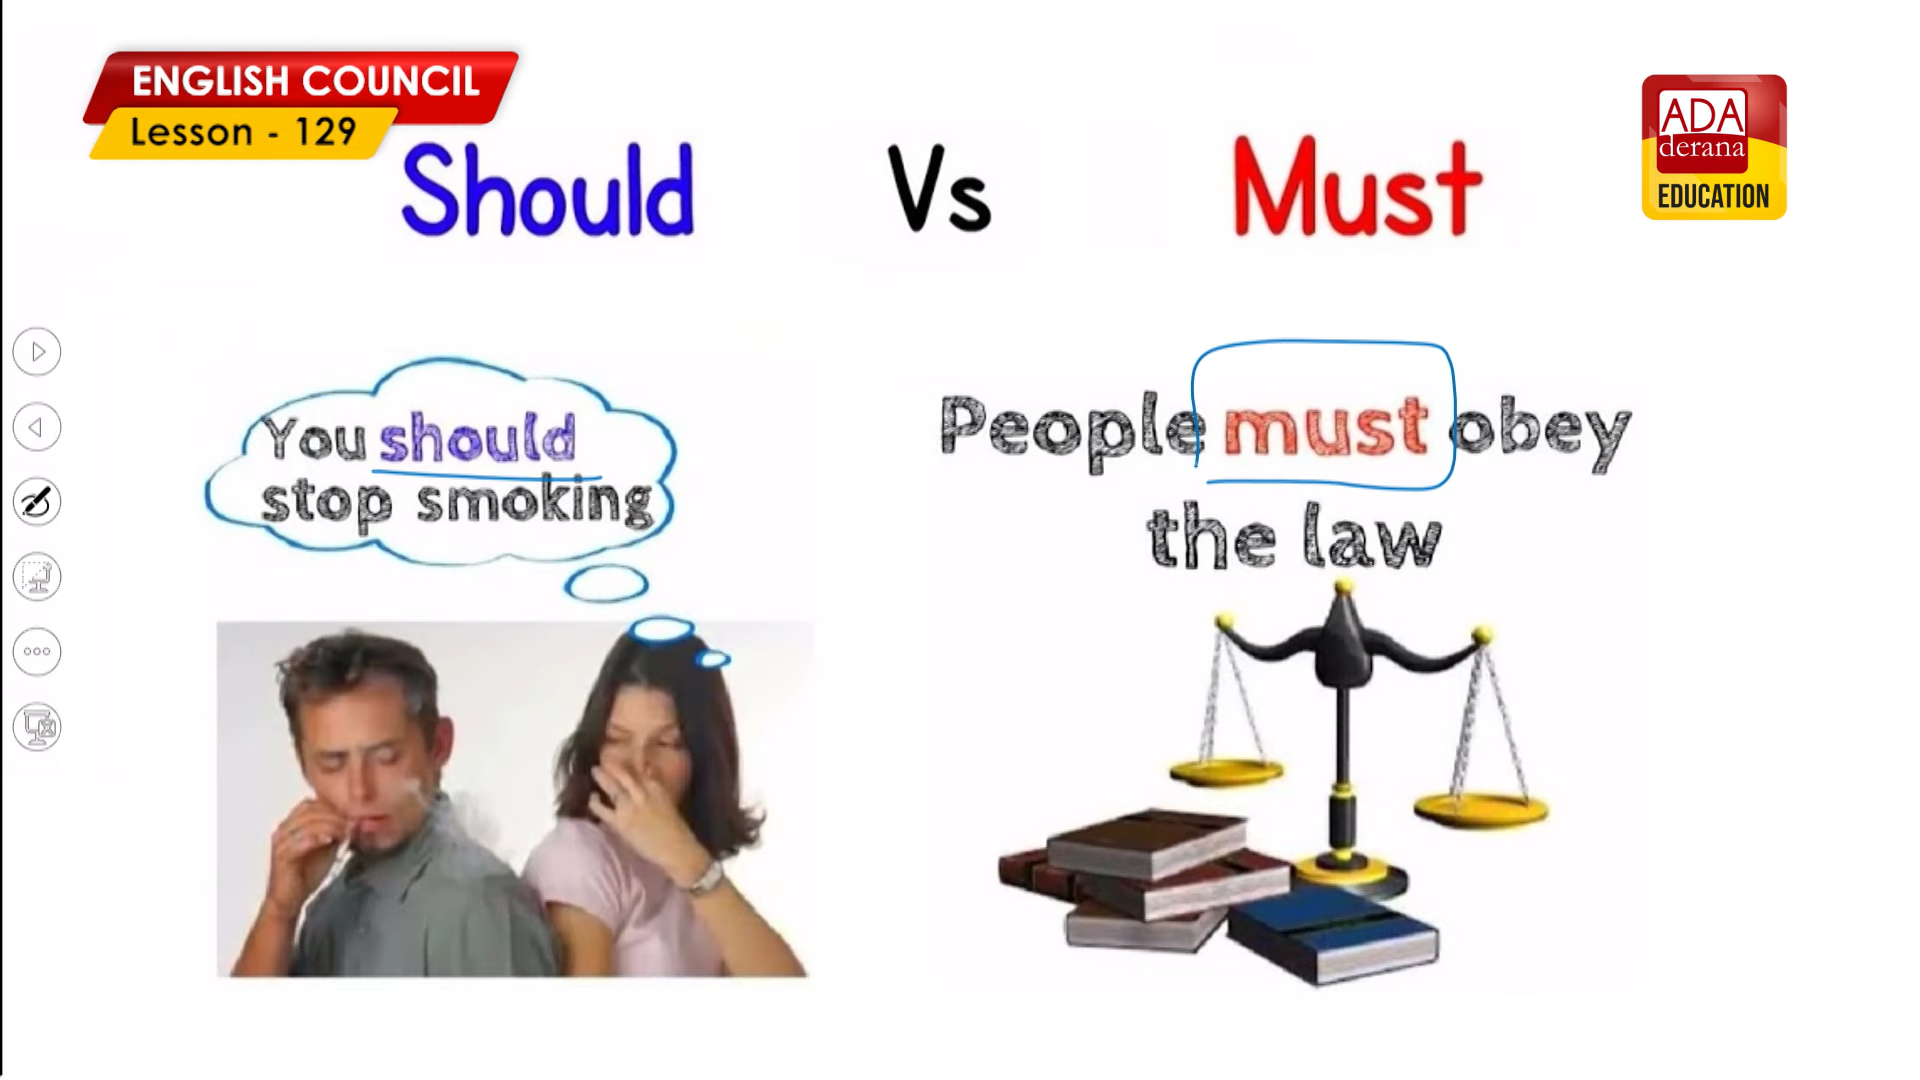 ENGLISH COUNCIL
Lesson - 129
ADA
derana
EDUCATION
Should Vs Must
You should
stop smoking
People must obey
the law